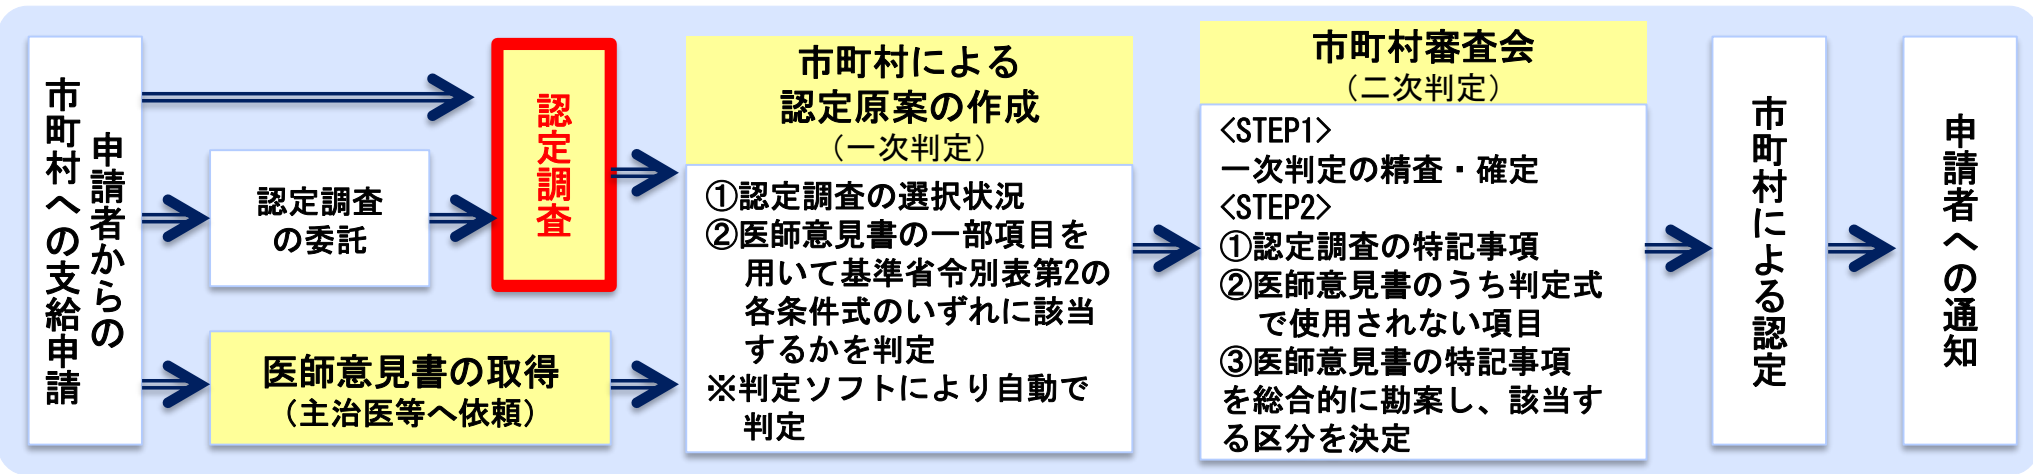 申請者からの
市町村への支給申請
認定調査
の委託
医師意見書の取得
（主治医等へ依頼）
認定調査
市町村による
認定原案の作成
（一次判定）
①認定調査の選択状況
②医師意見書の一部項目を
用いて基準省令別表第2の
各条件式のいずれに該当
するかを判定
※判定ソフトにより自動で
判定
市町村審査会
（二次判定）
<STEP1>
一次判定の精査・確定
<STEP2>
①認定調査の特記事項
②医師意見書のうち判定式
で使用されない項目
③医師意見書の特記事項
を総合的に勘案し、該当す
る区分を決定
市町村による認定
申請者への通知